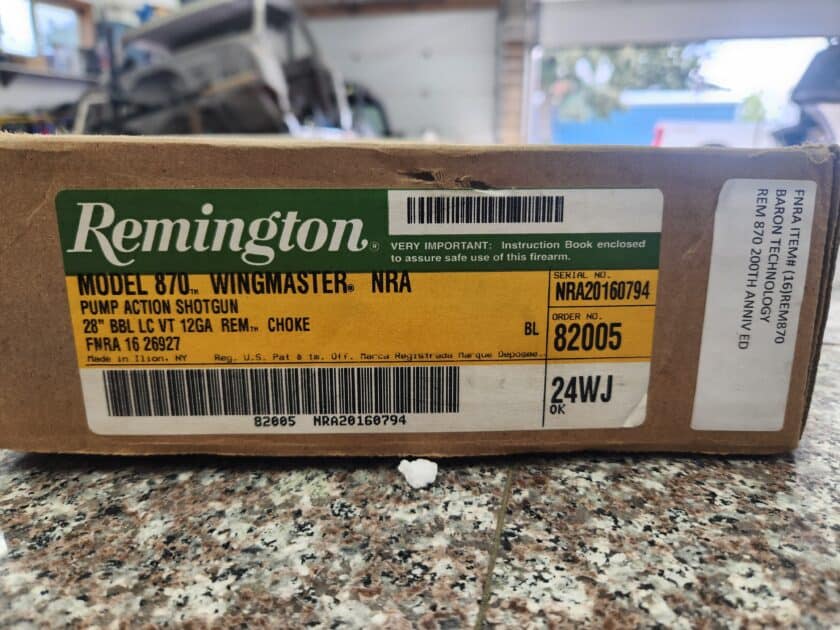 Remington®
VERY IMPORTANT: Instruction Book enclosed
to assure safe use of this firearm.
MODEL 870™ WINGMASTER® NRA
PUMP ACTION SHOTGUN
28" BBL LC VT 12GA REM™ CHOKE
BL
FNRA 16 26927
Made in Ilion, NY Reg. U.S. Pat & tm. Off. Marca Registrada Marque Deposee.
SERIAL NO.
NRA20160794
ORDER NO.
82005
24WJ
OK
82005 NRA20160794
FNRA ITEM# (16)REM870
BARON TECHNOLOGY
REM 870 200TH ANNIV ED